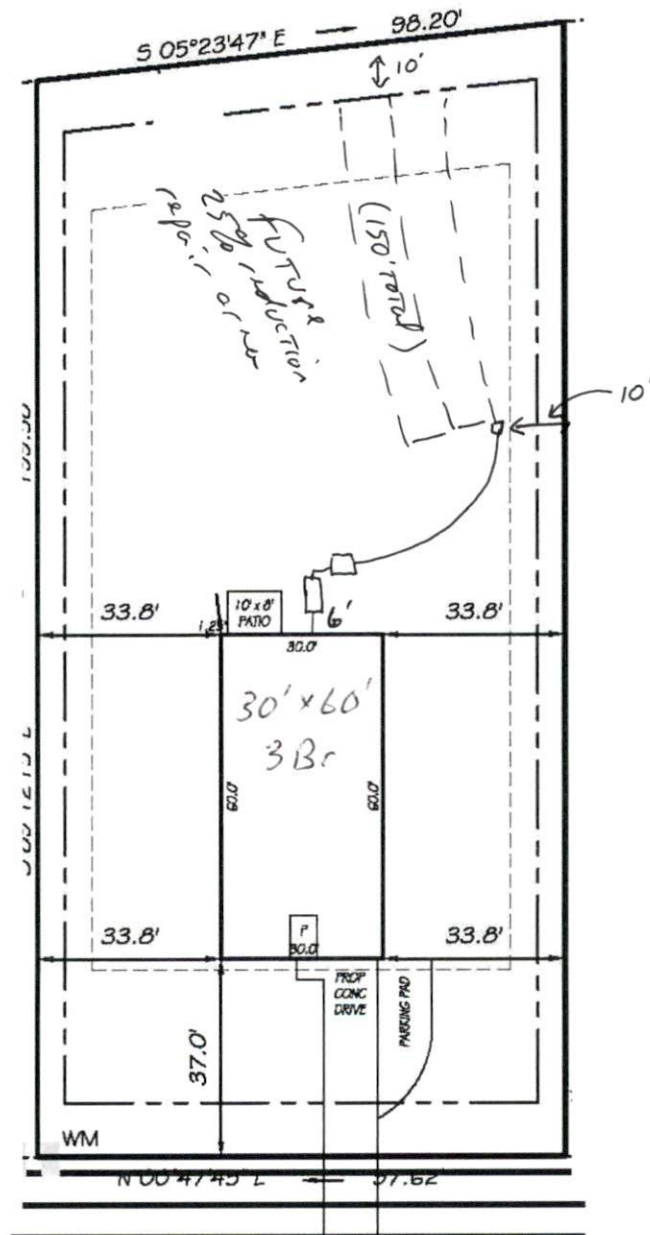 S 05°23'47" E 98.20'
10'
FUTURE
25% reduction
repair area
(150' TOTAL)
10'
33.8'
10' x 8'
PATIO
1.25'
6'
33.8'
30.0'
30' x 60'
3 Br
60.0'
60.0'
33.8'
P
30.0'
33.8'
PROP
CONC
DRIVE
PARKING PAD
37.0'
WM